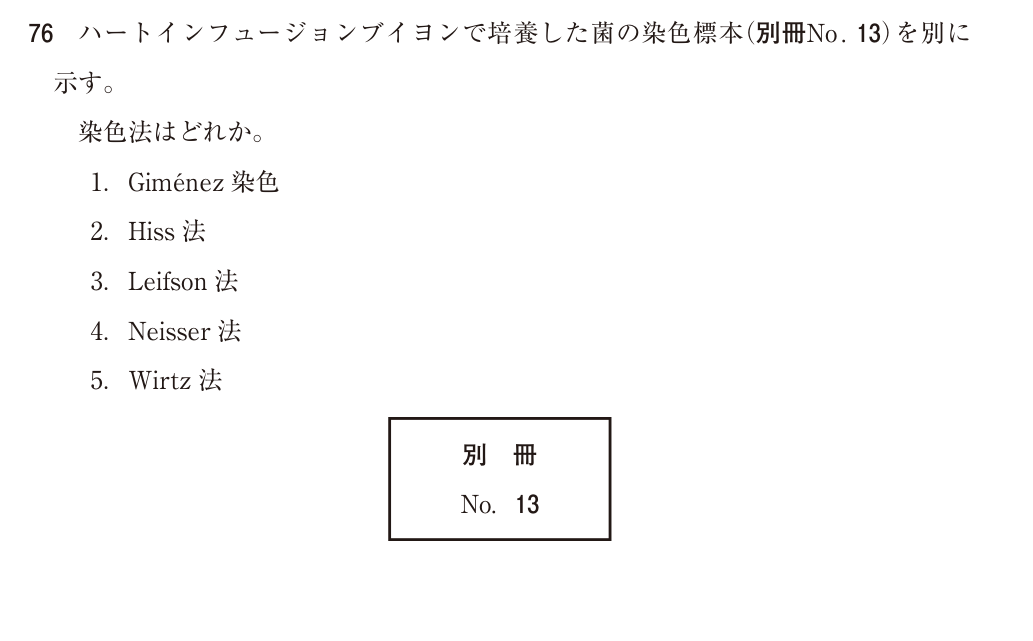 76 ハートインフュージョンブイヨンで培養した菌の染色標本(別冊No. 13)を別に
示す。
染色法はどれか。
1. Giménez 染色
2. Hiss 法
3. Leifson 法
4. Neisser 法
5. Wirtz 法
別 冊
No. 13